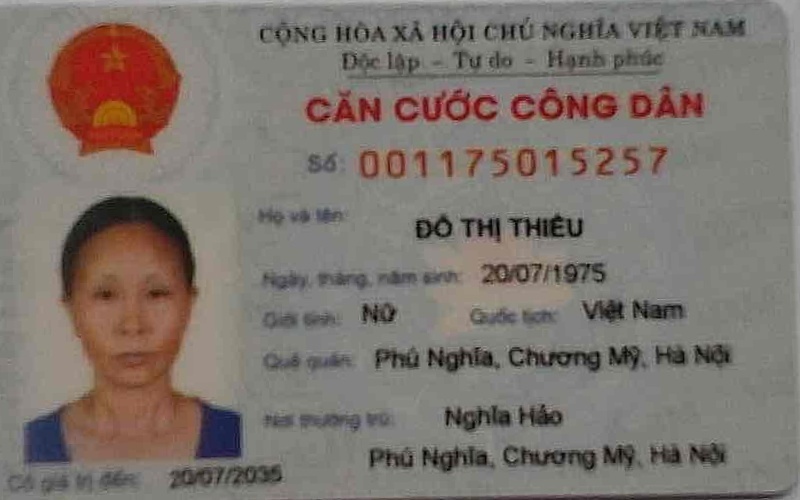 CỘNG HÒA XÃ HỘI CHỦ NGHĨA VIỆT NAM
Độc lập - Tự do - Hạnh phúc
CĂN CƯỚC CÔNG DÂN
Số: 001175015257
Họ và tên: ĐỖ THỊ THIÊU
Ngày, tháng, năm sinh: 20/07/1975
Giới tính: Nữ Quốc tịch: Việt Nam
Quê quán: Phú Nghĩa, Chương Mỹ, Hà Nội
Nơi thường trú: Nghĩa Hảo
Phú Nghĩa, Chương Mỹ, Hà Nội
Có giá trị đến: 20/07/2035